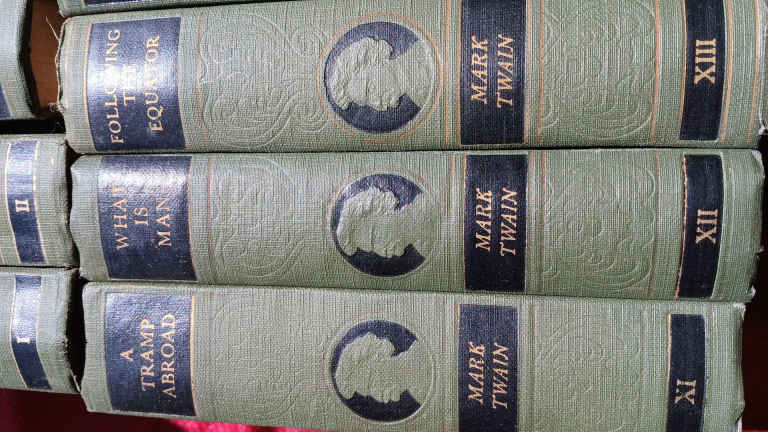 FOLLOWING
THE
EQUATOR
MARK
TWAIN
XIII
II
WHAT
IS
MAN
MARK
TWAIN
XII
I
A
TRAMP
ABROAD
MARK
TWAIN
XI